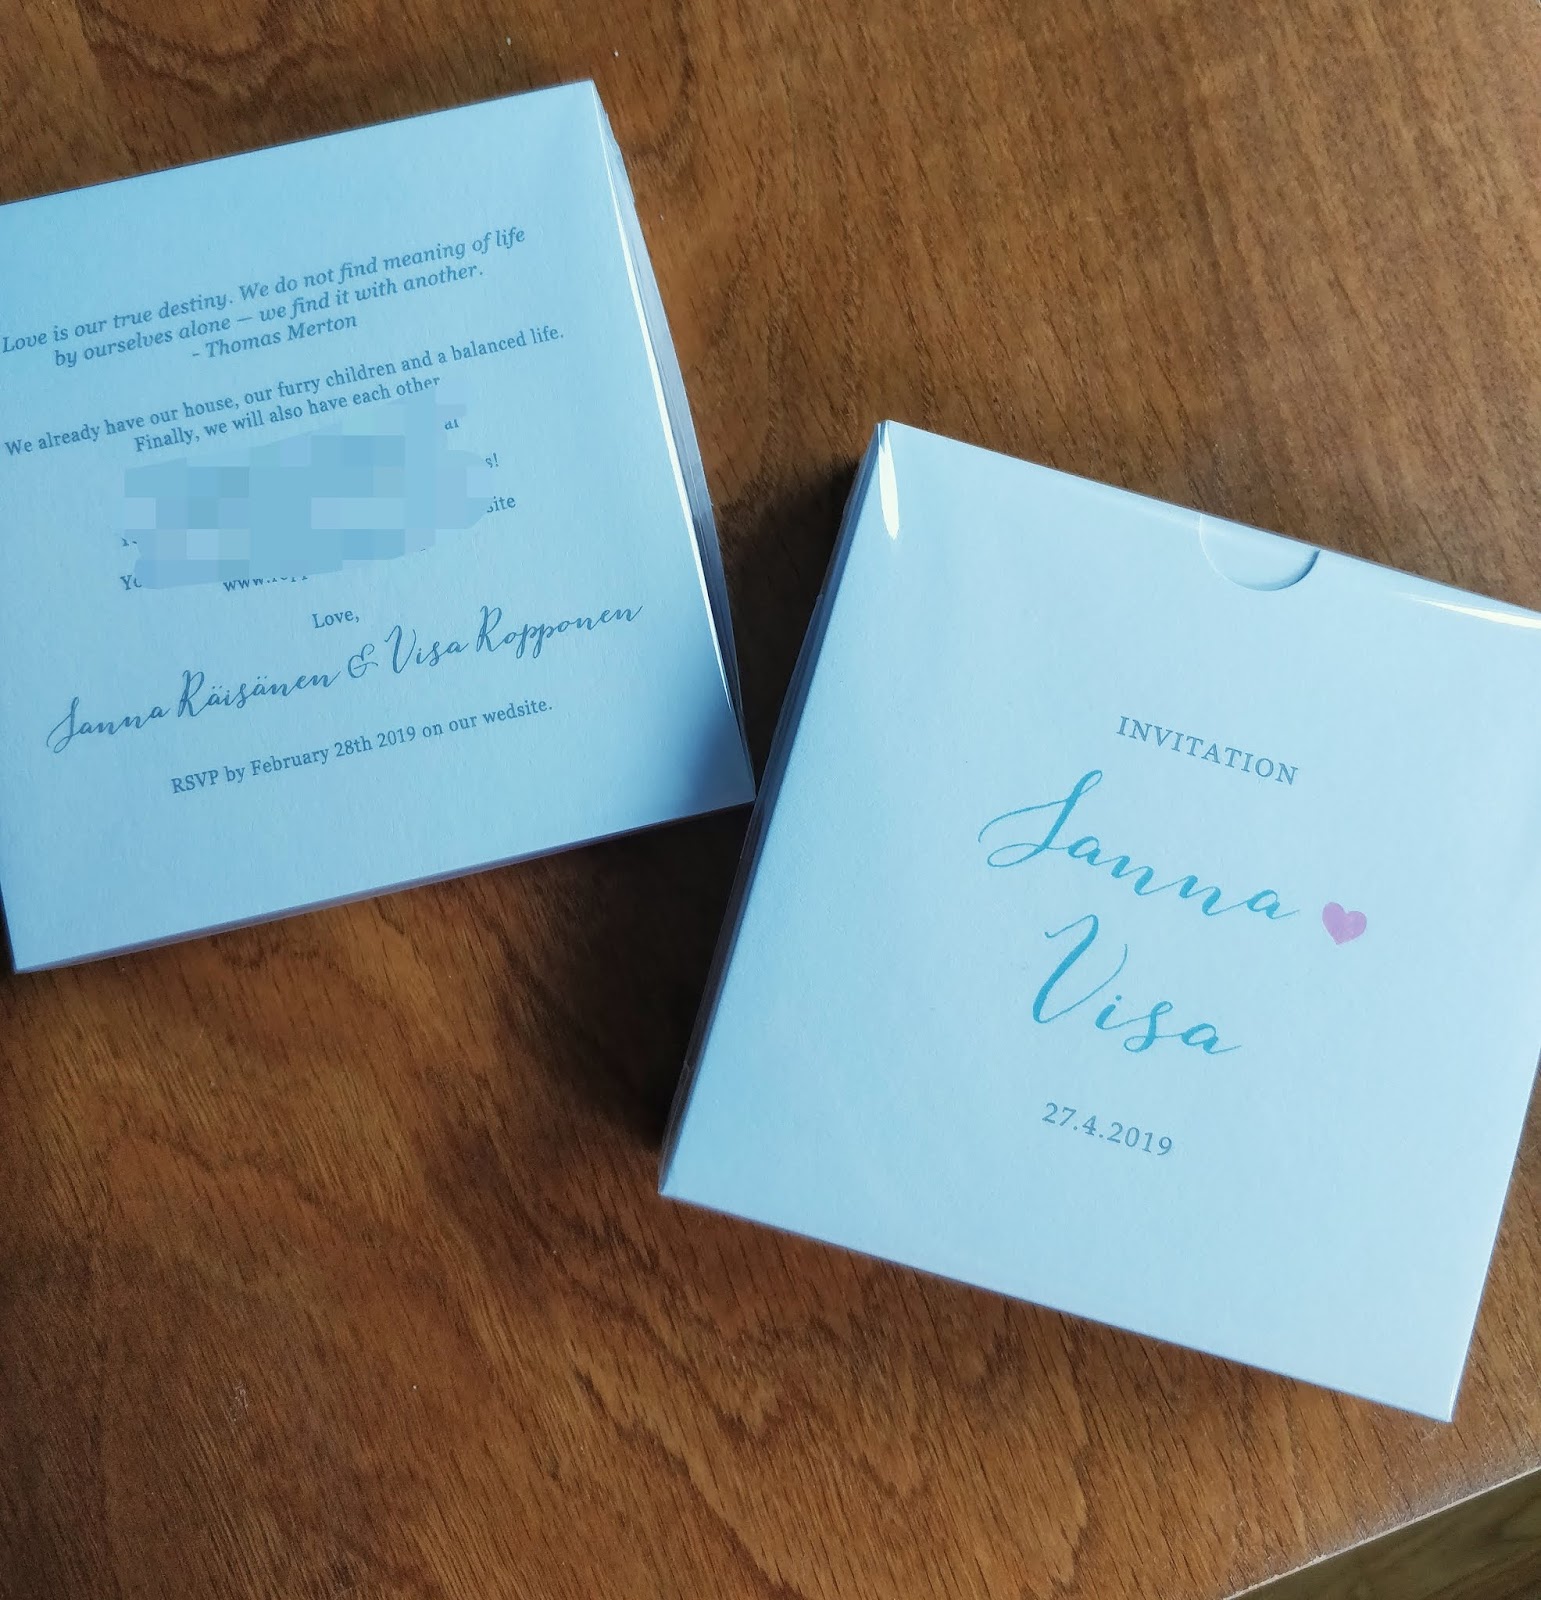 Love is our true destiny. We do not find meaning of life
by ourselves alone — we find it with another.
- Thomas Merton
We already have our house, our furry children and a balanced life.
Finally, we will also have each other
Love,
Sanna Räisänen & Visa Ropponen
RSVP by February 28th 2019 on our wedsite.
INVITATION
Sanna ♥
Visa
27.4.2019